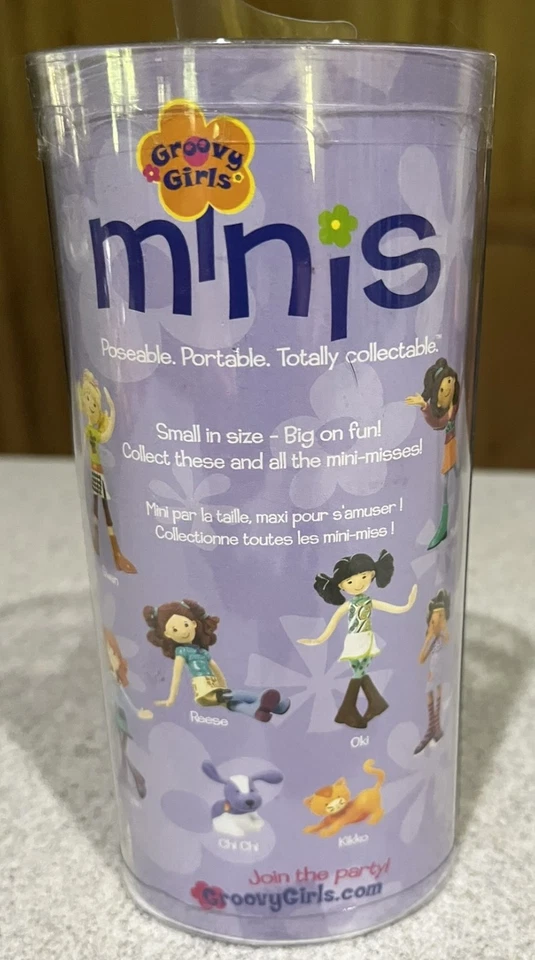 Groovy
Girls
minis
Poseable. Portable. Totally collectable.™
Small in size - Big on fun!
Collect these and all the mini-misses!
Mini par la taille, maxi pour s'amuser !
Collectionne toutes les mini-miss !
Reese
Oki
Chi Chi
Kikko
Join the party!
GroovyGirls.com